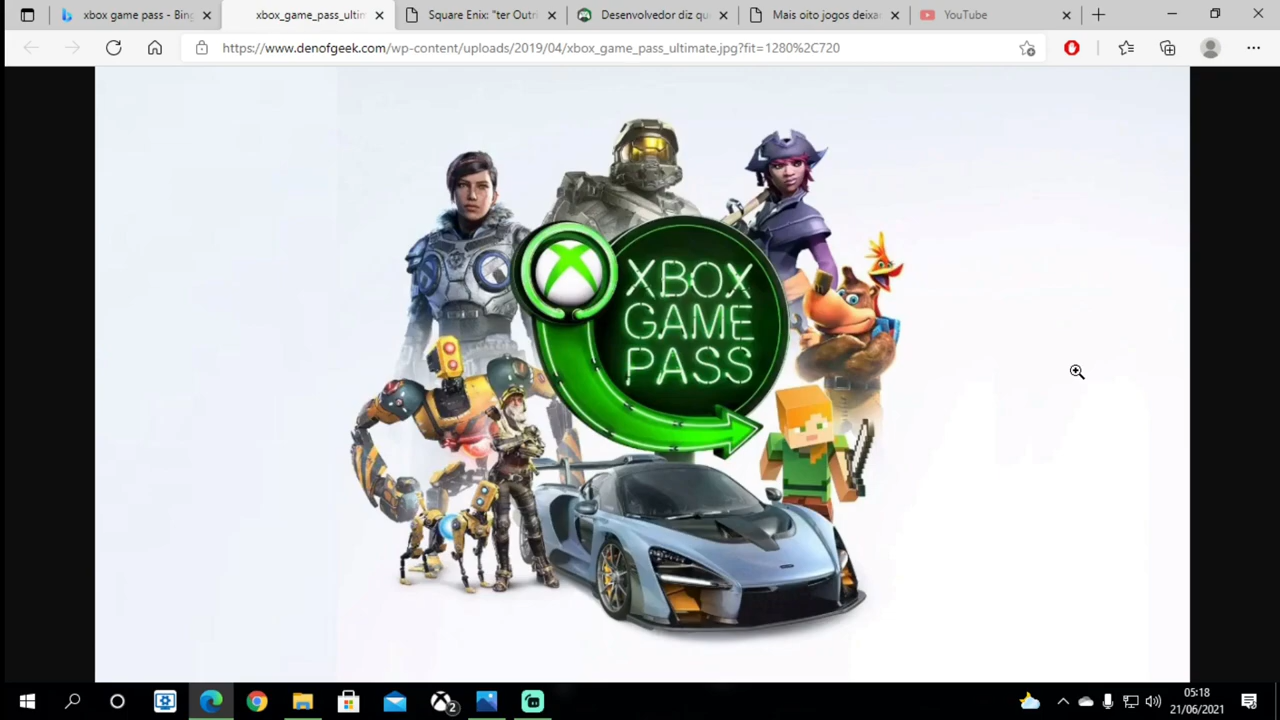 xbox game pass - Bing
xbox_game_pass_ultim
Square Enix: "ter Outri
Desenvolvedor diz qu
Mais oito jogos deixa
YouTube
https://www.denofgeek.com/wp-content/uploads/2019/04/xbox_game_pass_ultimate.jpg?fit=1280%2C720
XBOX
GAME
PASS
2
05:18
21/06/2021